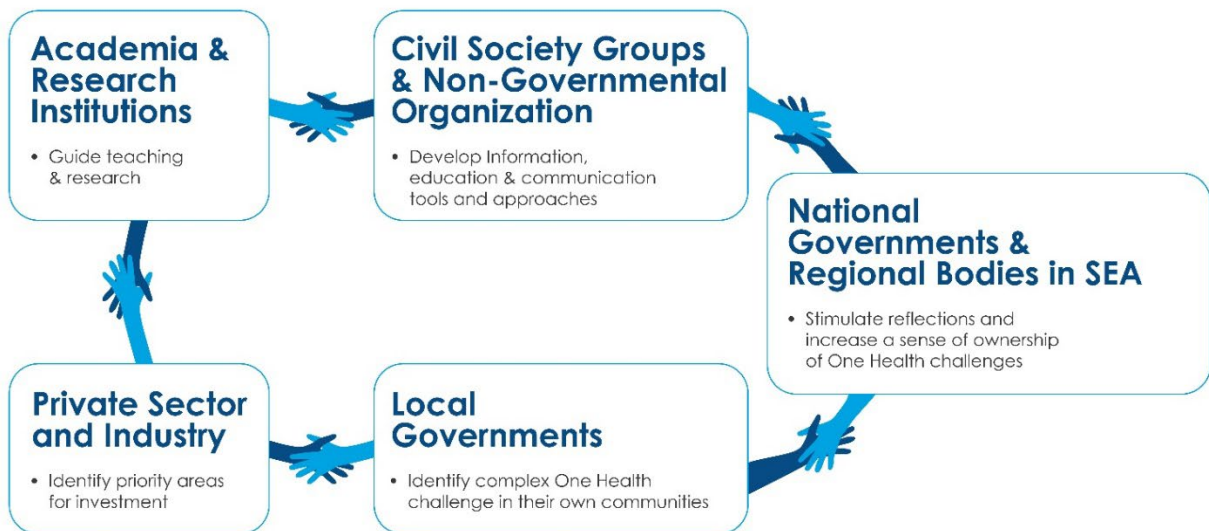 Academia &
Research
Institutions
• Guide teaching
& research
Civil Society Groups
& Non-Governmental
Organization
• Develop Information,
education & communication
tools and approaches
National
Governments &
Regional Bodies in SEA
• Stimulate reflections and
increase a sense of ownership
of One Health challenges
Private Sector
and Industry
• Identify priority areas
for investment
Local
Governments
• Identify complex One Health
challenge in their own communities